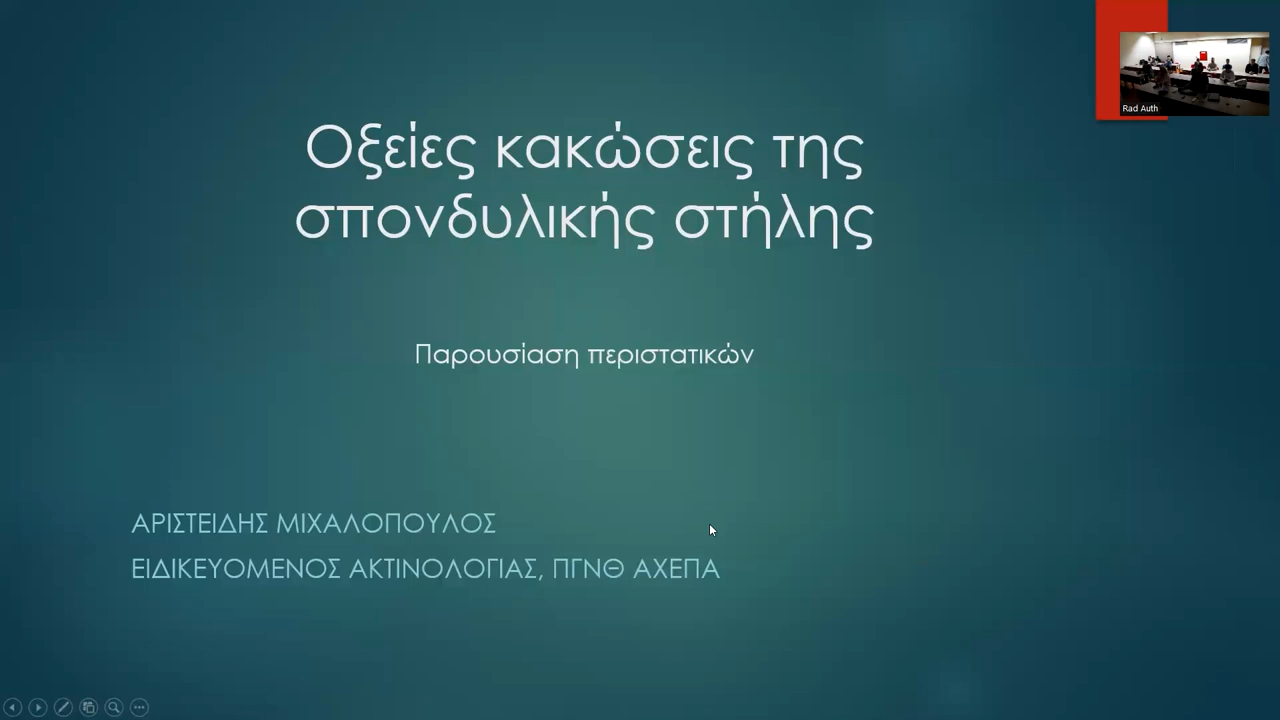 Rad Auth
Οξείες κακώσεις της
σπονδυλικής στήλης
Παρουσίαση περιστατικών
ΑΡΙΣΤΕΙΔΗΣ ΜΙΧΑΛΟΠΟΥΛΟΣ
ΕΙΔΙΚΕΥΟΜΕΝΟΣ ΑΚΤΙΝΟΛΟΓΙΑΣ, ΠΓΝΘ ΑΧΕΠΑ